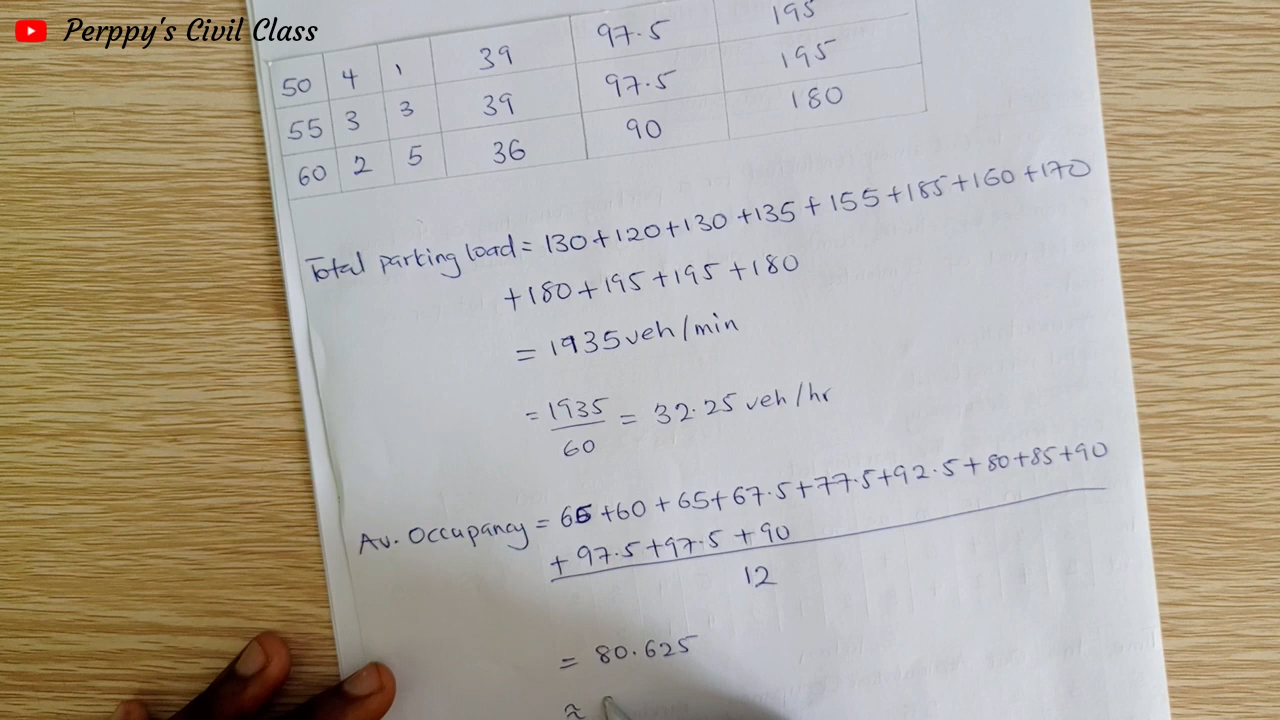 Perppy's Civil Class
50 4 1 39 97.5 195
55 3 3 39 97.5 195
60 2 5 36 90 180
Total parking load = 130+120+130+135+155+185+160+170
+180+195+195+180
= 1935 veh/min
= 1935/60 = 32.25 veh/hr
Av. Occupancy = 65+60+65+67.5+77.5+92.5+80+85+90
+97.5+97.5+90
12
= 80.625
≈